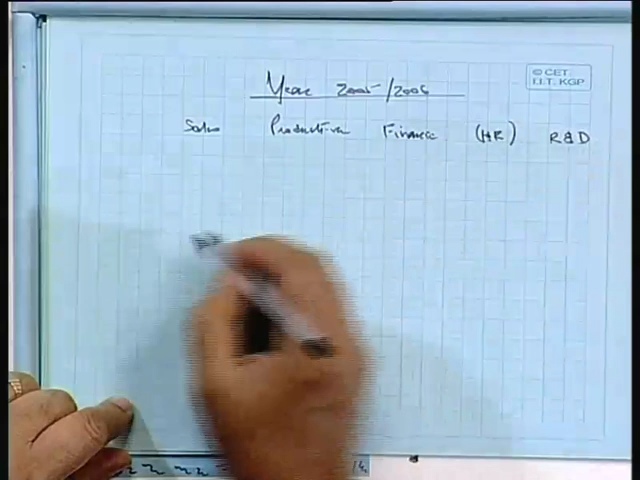 © CET
I.I.T. KGP
Year 2005/2006
Sales Production Finance (HR) R&D